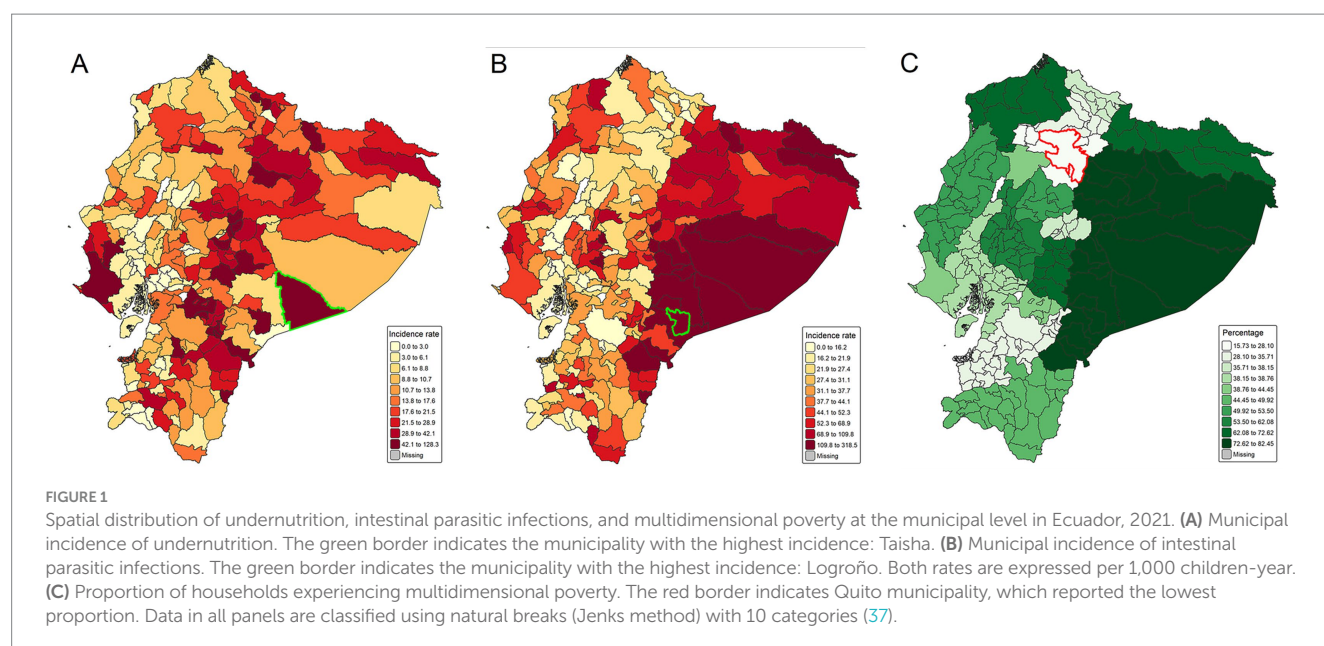 A
B
C
Incidence rate
0.0 to 3.0
3.0 to 6.1
6.1 to 8.8
8.8 to 10.7
10.7 to 13.8
13.8 to 17.6
17.6 to 21.5
21.5 to 28.9
28.9 to 42.1
42.1 to 128.3
Missing
Incidence rate
0.0 to 16.2
16.2 to 21.9
21.9 to 27.4
27.4 to 31.1
31.1 to 37.7
37.7 to 44.1
44.1 to 52.3
52.3 to 68.9
68.9 to 109.8
109.8 to 318.5
Missing
Percentage
15.73 to 28.10
28.10 to 35.71
35.71 to 38.15
38.15 to 38.76
38.76 to 44.45
44.45 to 49.92
49.92 to 53.50
53.50 to 62.08
62.08 to 72.62
72.62 to 82.45
Missing
FIGURE 1
Spatial distribution of undernutrition, intestinal parasitic infections, and multidimensional poverty at the municipal level in Ecuador, 2021. (A) Municipal
incidence of undernutrition. The green border indicates the municipality with the highest incidence: Taisha. (B) Municipal incidence of intestinal
parasitic infections. The green border indicates the municipality with the highest incidence: Logroño. Both rates are expressed per 1,000 children-year.
(C) Proportion of households experiencing multidimensional poverty. The red border indicates Quito municipality, which reported the lowest
proportion. Data in all panels are classified using natural breaks (Jenks method) with 10 categories (37).